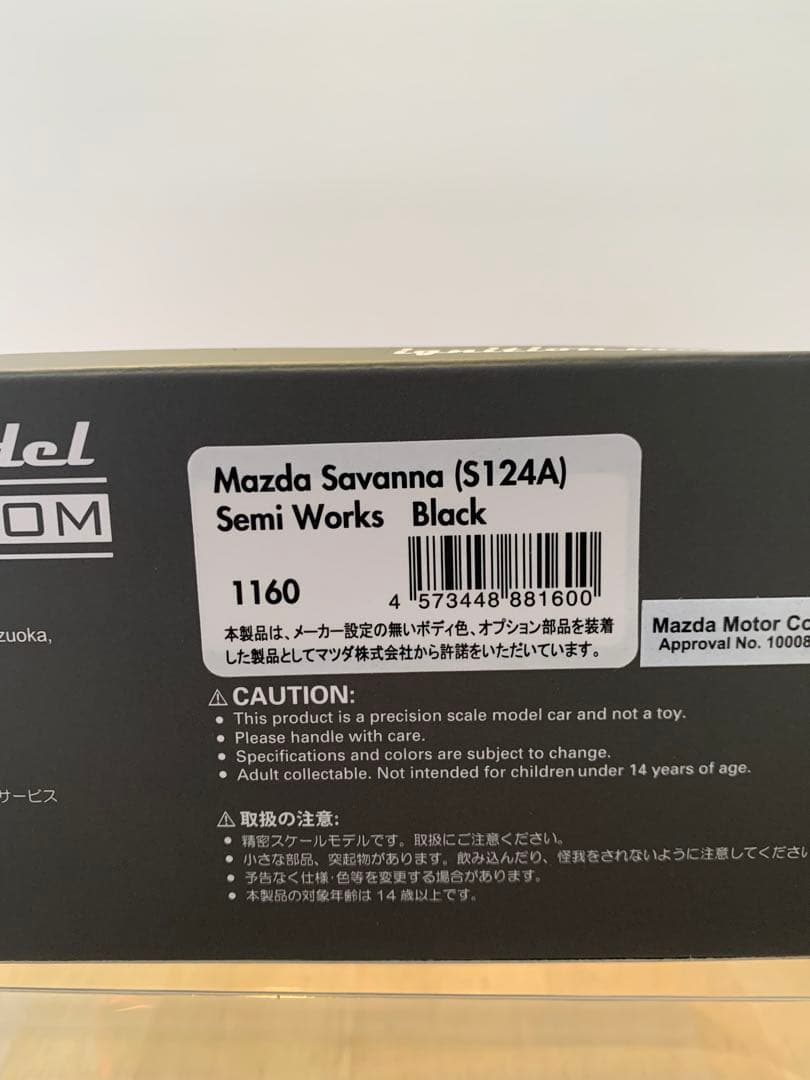 ignition
del
OM
zuoka,
サービス
Mazda Savanna (S124A)
Semi Works Black
1160
4 573448 881600
本製品は、メーカー設定の無いボディ色、オプション部品を装着
した製品としてマツダ株式会社から許諾をいただいています。
Mazda Motor Co
Approval No. 10008
⚠ CAUTION:
● This product is a precision scale model car and not a toy.
● Please handle with care.
● Specifications and colors are subject to change.
● Adult collectable. Not intended for children under 14 years of age.
⚠ 取扱の注意:
● 精密スケールモデルです。取扱にご注意ください。
● 小さな部品、突起物があります。飲み込んだり、怪我をされないように注意してくださ
● 予告なく仕様・色等を変更する場合があります。
● 本製品の対象年齢は 14 歳以上です。